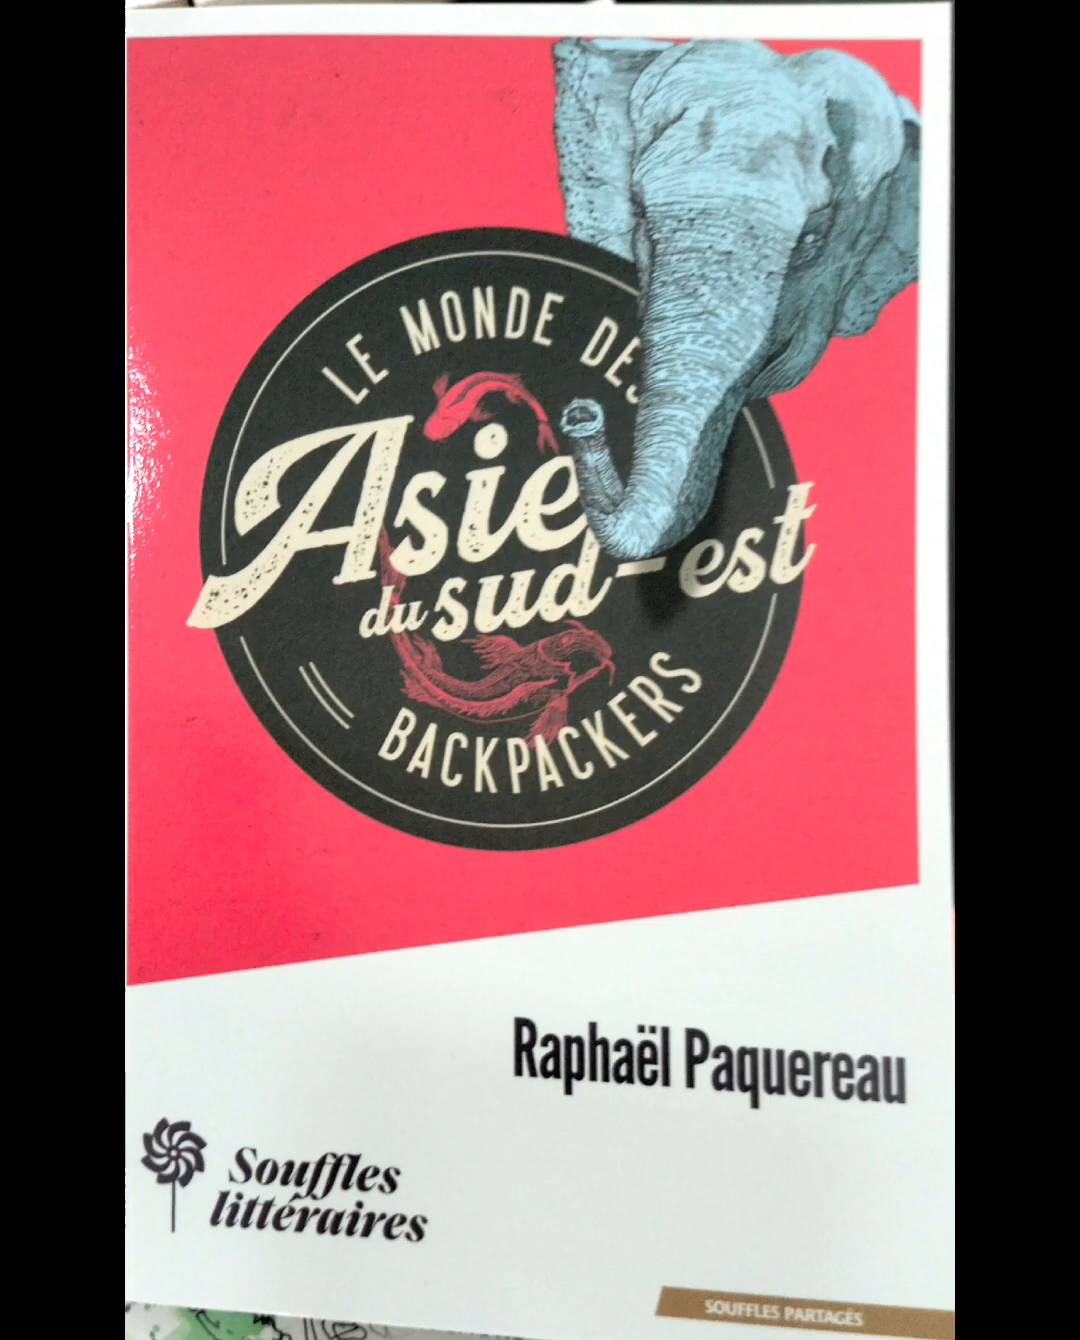 LE MONDE DES
Asie
du sud-est
BACKPACKERS
Raphaël Paquereau
Souffles
littéraires
SOUFFLES PARTAGÉS